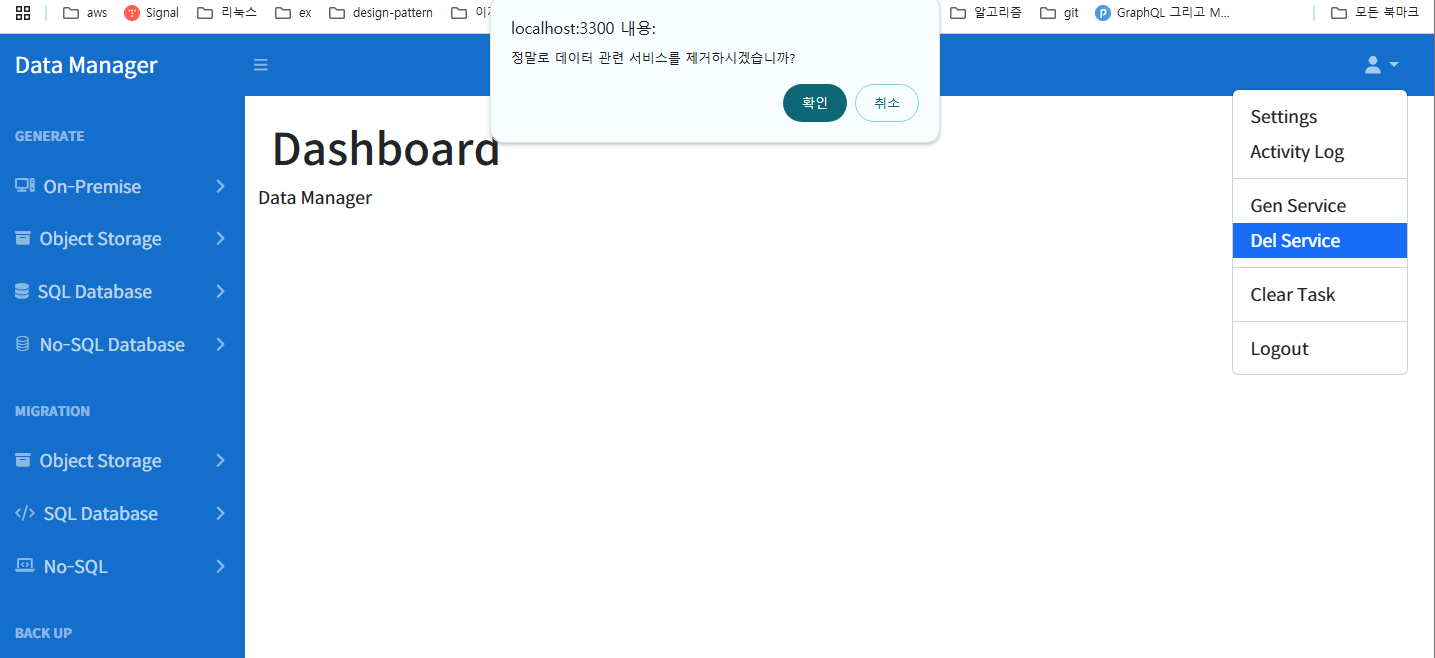 aws
Signal
리눅스
ex
design-pattern
알고리즘
git
GraphQL 그리고 M...
모든 북마크
localhost:3300 내용:
정말로 데이터 관련 서비스를 제거하시겠습니까?
확인
취소
Data Manager
GENERATE
On-Premise
Object Storage
SQL Database
No-SQL Database
MIGRATION
Object Storage
SQL Database
No-SQL
BACK UP
Dashboard
Data Manager
Settings
Activity Log
Gen Service
Del Service
Clear Task
Logout